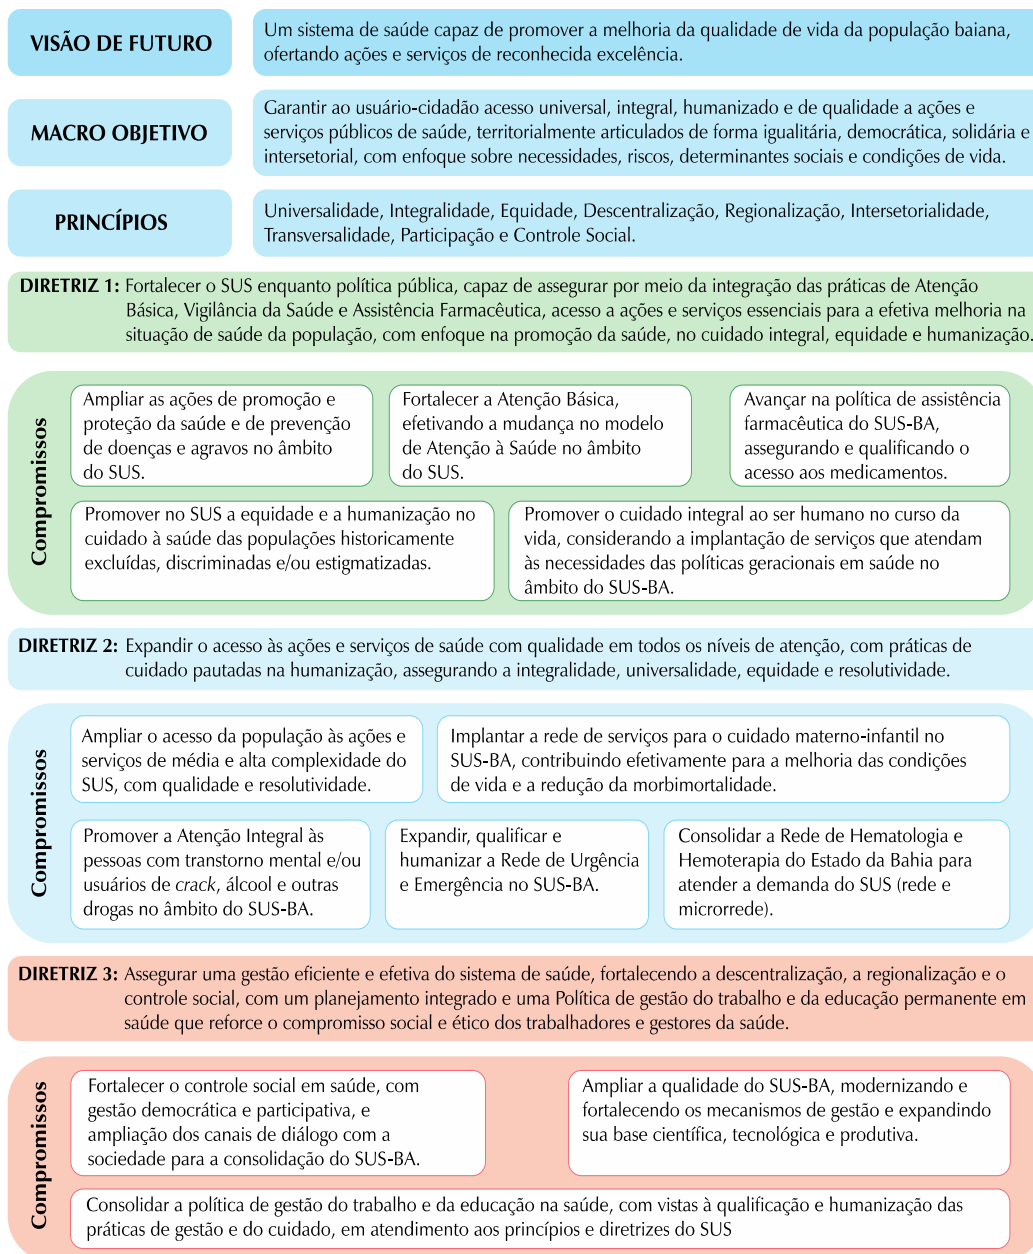 VISÃO DE FUTURO
Um sistema de saúde capaz de promover a melhoria da qualidade de vida da população baiana,
ofertando ações e serviços de reconhecida excelência.
MACRO OBJETIVO
Garantir ao usuário-cidadão acesso universal, integral, humanizado e de qualidade a ações e
serviços públicos de saúde, territorialmente articulados de forma igualitária, democrática, solidária e
intersetorial, com enfoque sobre necessidades, riscos, determinantes sociais e condições de vida.
PRINCÍPIOS
Universalidade, Integralidade, Equidade, Descentralização, Regionalização, Intersetorialidade,
Transversalidade, Participação e Controle Social.
DIRETRIZ 1: Fortalecer o SUS enquanto política pública, capaz de assegurar por meio da integração das práticas de Atenção
Básica, Vigilância da Saúde e Assistência Farmacêutica, acesso a ações e serviços essenciais para a efetiva melhoria na
situação de saúde da população, com enfoque na promoção da saúde, no cuidado integral, equidade e humanização.
Compromissos
Ampliar as ações de promoção e
proteção da saúde e de prevenção
de doenças e agravos no âmbito
do SUS.
Fortalecer a Atenção Básica,
efetivando a mudança no modelo
de Atenção à Saúde no âmbito
do SUS.
Avançar na política de assistência
farmacêutica do SUS-BA,
assegurando e qualificando o
acesso aos medicamentos.
Promover no SUS a equidade e a humanização no
cuidado à saúde das populações historicamente
excluídas, discriminadas e/ou estigmatizadas.
Promover o cuidado integral ao ser humano no curso da
vida, considerando a implantação de serviços que atendam
às necessidades das políticas geracionais em saúde no
âmbito do SUS-BA.
DIRETRIZ 2: Expandir o acesso às ações e serviços de saúde com qualidade em todos os níveis de atenção, com práticas de
cuidado pautadas na humanização, assegurando a integralidade, universalidade, equidade e resolutividade.
Compromissos
Ampliar o acesso da população às ações e
serviços de média e alta complexidade do
SUS, com qualidade e resolutividade.
Implantar a rede de serviços para o cuidado materno-infantil no
SUS-BA, contribuindo efetivamente para a melhoria das condições
de vida e a redução da morbimortalidade.
Promover a Atenção Integral às
pessoas com transtorno mental e/ou
usuários de crack, álcool e outras
drogas no âmbito do SUS-BA.
Expandir, qualificar e
humanizar a Rede de Urgência
e Emergência no SUS-BA.
Consolidar a Rede de Hematologia e
Hemoterapia do Estado da Bahia para
atender a demanda do SUS (rede e
microrrede).
DIRETRIZ 3: Assegurar uma gestão eficiente e efetiva do sistema de saúde, fortalecendo a descentralização, a regionalização e o
controle social, com um planejamento integrado e uma Política de gestão do trabalho e da educação permanente em
saúde que reforce o compromisso social e ético dos trabalhadores e gestores da saúde.
Compromissos
Fortalecer o controle social em saúde, com
gestão democrática e participativa, e
ampliação dos canais de diálogo com a
sociedade para a consolidação do SUS-BA.
Ampliar a qualidade do SUS-BA, modernizando e
fortalecendo os mecanismos de gestão e expandindo
sua base científica, tecnológica e produtiva.
Consolidar a política de gestão do trabalho e da educação na saúde, com vistas à qualificação e humanização das
práticas de gestão e do cuidado, em atendimento aos princípios e diretrizes do SUS